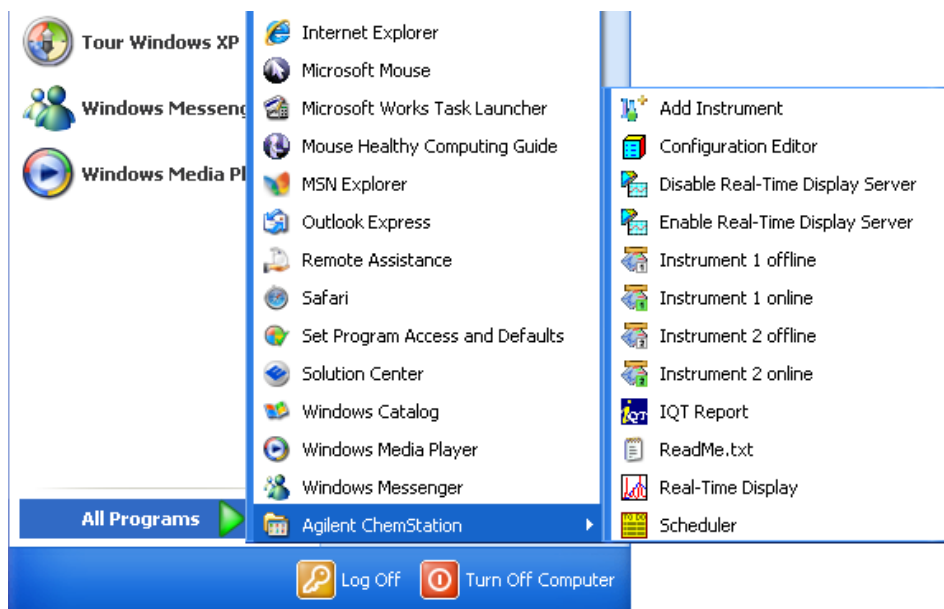 Tour Windows XP
Windows Messeng
Windows Media Pl
All Programs
Internet Explorer
Microsoft Mouse
Microsoft Works Task Launcher
Mouse Healthy Computing Guide
MSN Explorer
Outlook Express
Remote Assistance
Safari
Set Program Access and Defaults
Solution Center
Windows Catalog
Windows Media Player
Windows Messenger
Agilent ChemStation
Add Instrument
Configuration Editor
Disable Real-Time Display Server
Enable Real-Time Display Server
Instrument 1 offline
Instrument 1 online
Instrument 2 offline
Instrument 2 online
IQT Report
ReadMe.txt
Real-Time Display
Scheduler
Log Off
Turn Off Computer